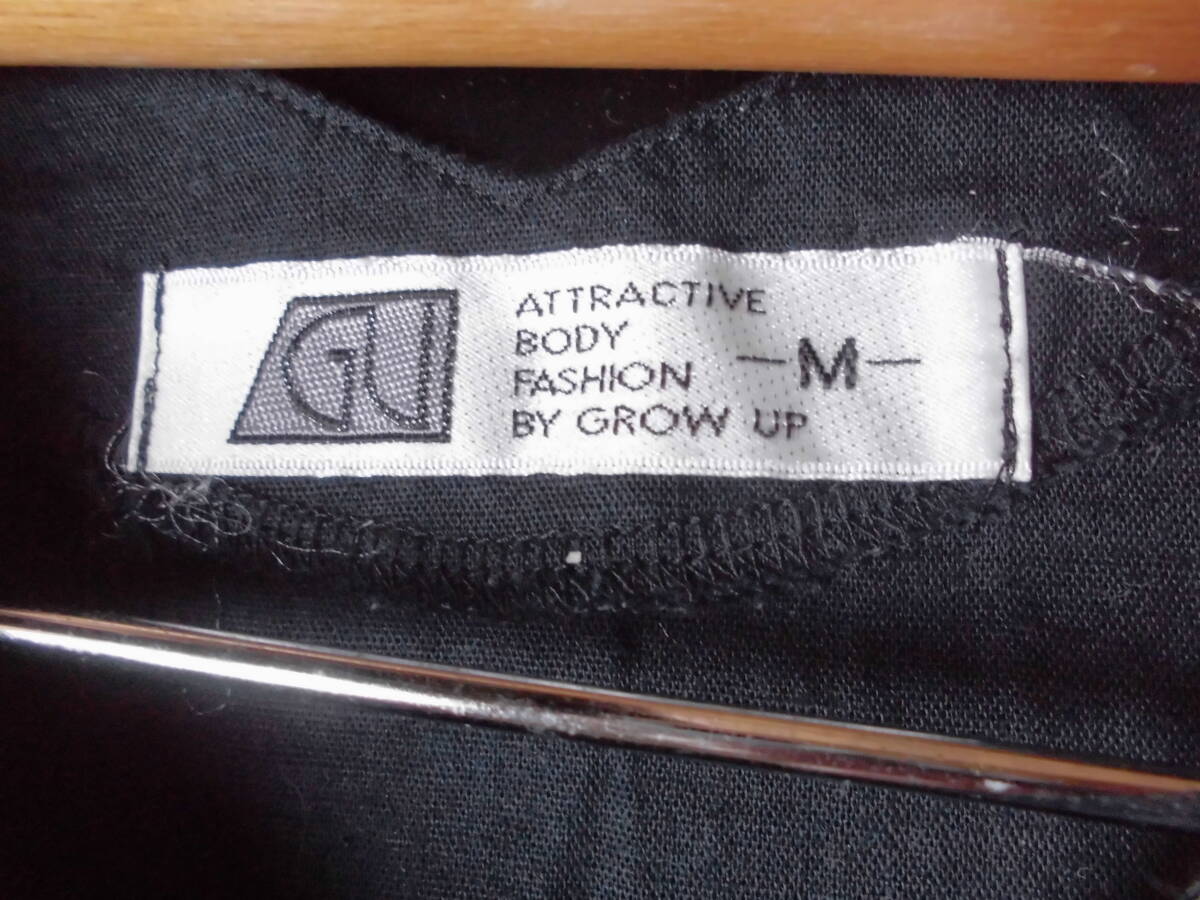 GU
ATTRACTIVE
BODY
FASHION
BY GROW UP
-M-